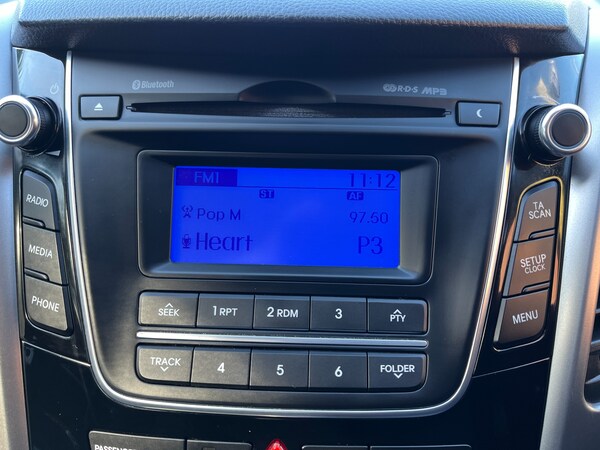 Bluetooth R·D·S MP3
FM1 11:12
ST AF
Pop M 97.50
Heart P3
RADIO
MEDIA
PHONE
TA
SCAN
SETUP
CLOCK
MENU
SEEK 1 RPT 2 RDM 3 PTY
TRACK 4 5 6 FOLDER